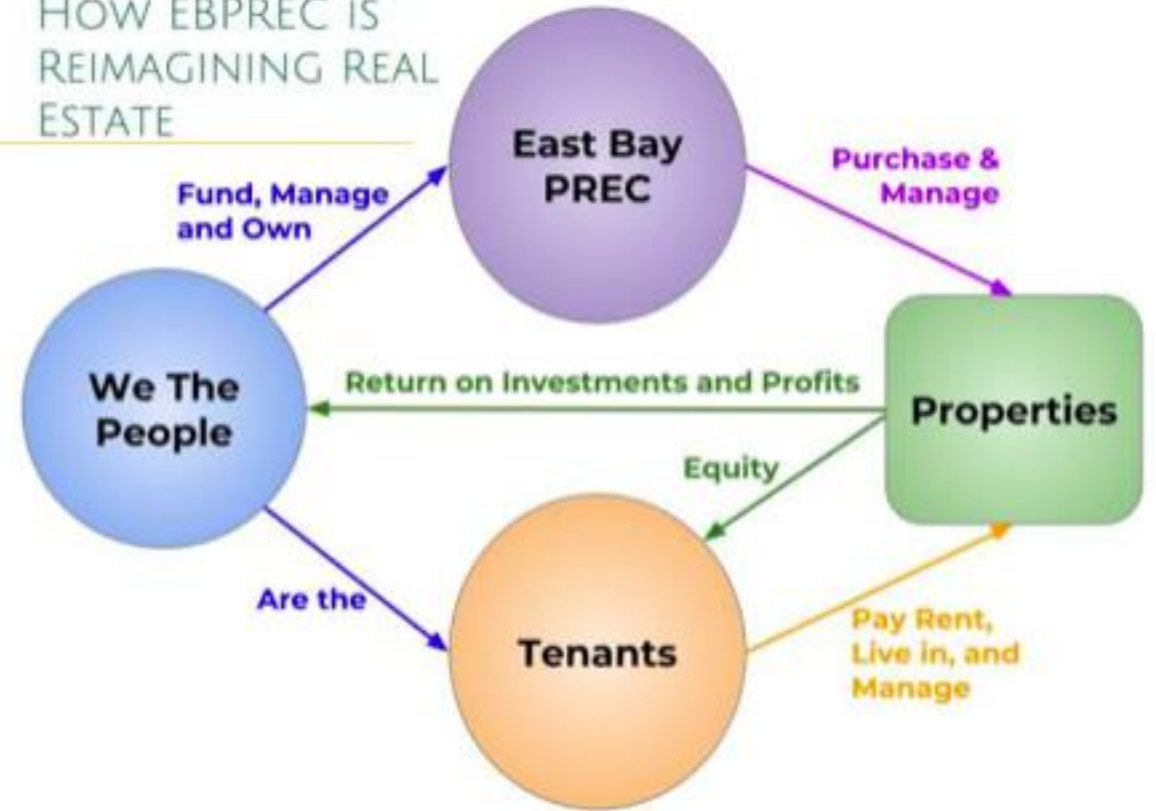 HOW EBPREC IS
REIMAGINING REAL
ESTATE
East Bay
PREC
Purchase &
Manage
Fund, Manage
and Own
We The
People
Return on Investments and Profits
Properties
Equity
Are the
Tenants
Pay Rent,
Live in, and
Manage